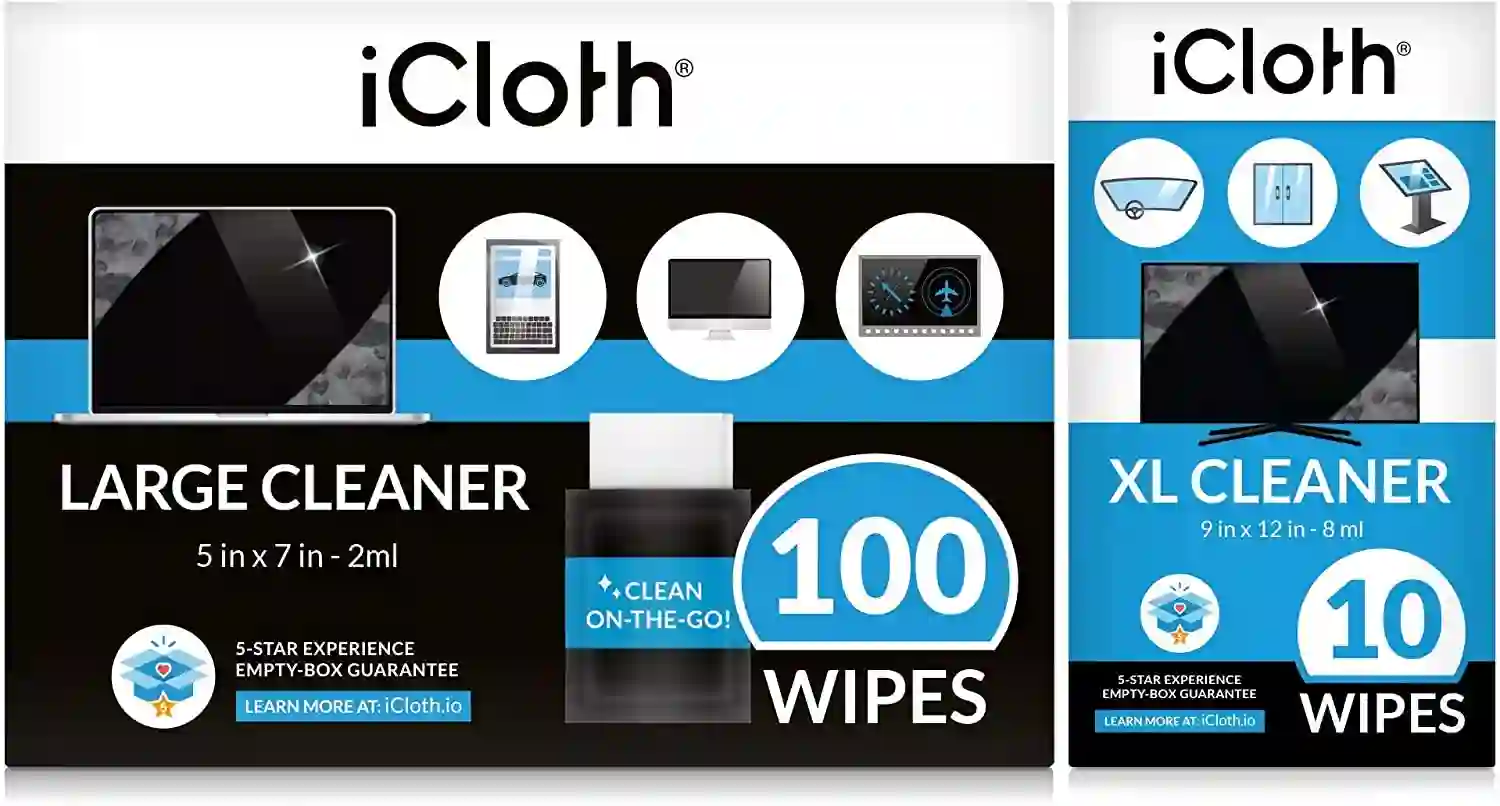 iCloth®
LARGE CLEANER
5 in x 7 in - 2ml
5-STAR EXPERIENCE
EMPTY-BOX GUARANTEE
LEARN MORE AT: iCloth.io
CLEAN
ON-THE-GO!
100
WIPES
iCloth®
XL CLEANER
9 in x 12 in - 8 ml
5-STAR EXPERIENCE
EMPTY-BOX GUARANTEE
LEARN MORE AT: iCloth.io
10
WIPES